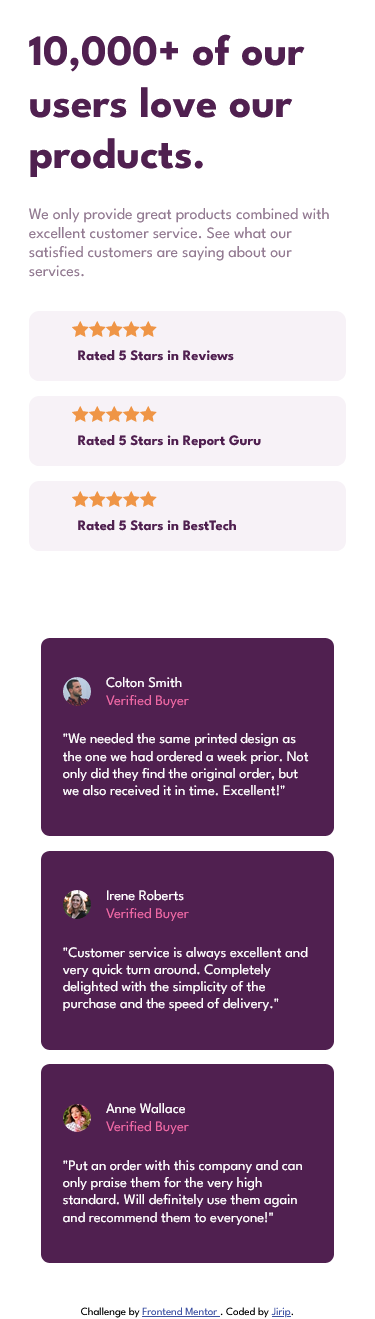 10,000+ of our
users love our
products.
We only provide great products combined with
excellent customer service. See what our
satisfied customers are saying about our
services.
Rated 5 Stars in Reviews
Rated 5 Stars in Report Guru
Rated 5 Stars in BestTech
Colton Smith
Verified Buyer
"We needed the same printed design as
the one we had ordered a week prior. Not
only did they find the original order, but
we also received it in time. Excellent!"
Irene Roberts
Verified Buyer
"Customer service is always excellent and
very quick turn around. Completely
delighted with the simplicity of the
purchase and the speed of delivery."
Anne Wallace
Verified Buyer
"Put an order with this company and can
only praise them for the very high
standard. Will definitely use them again
and recommend them to everyone!"
Challenge by Frontend Mentor . Coded by Jirip.